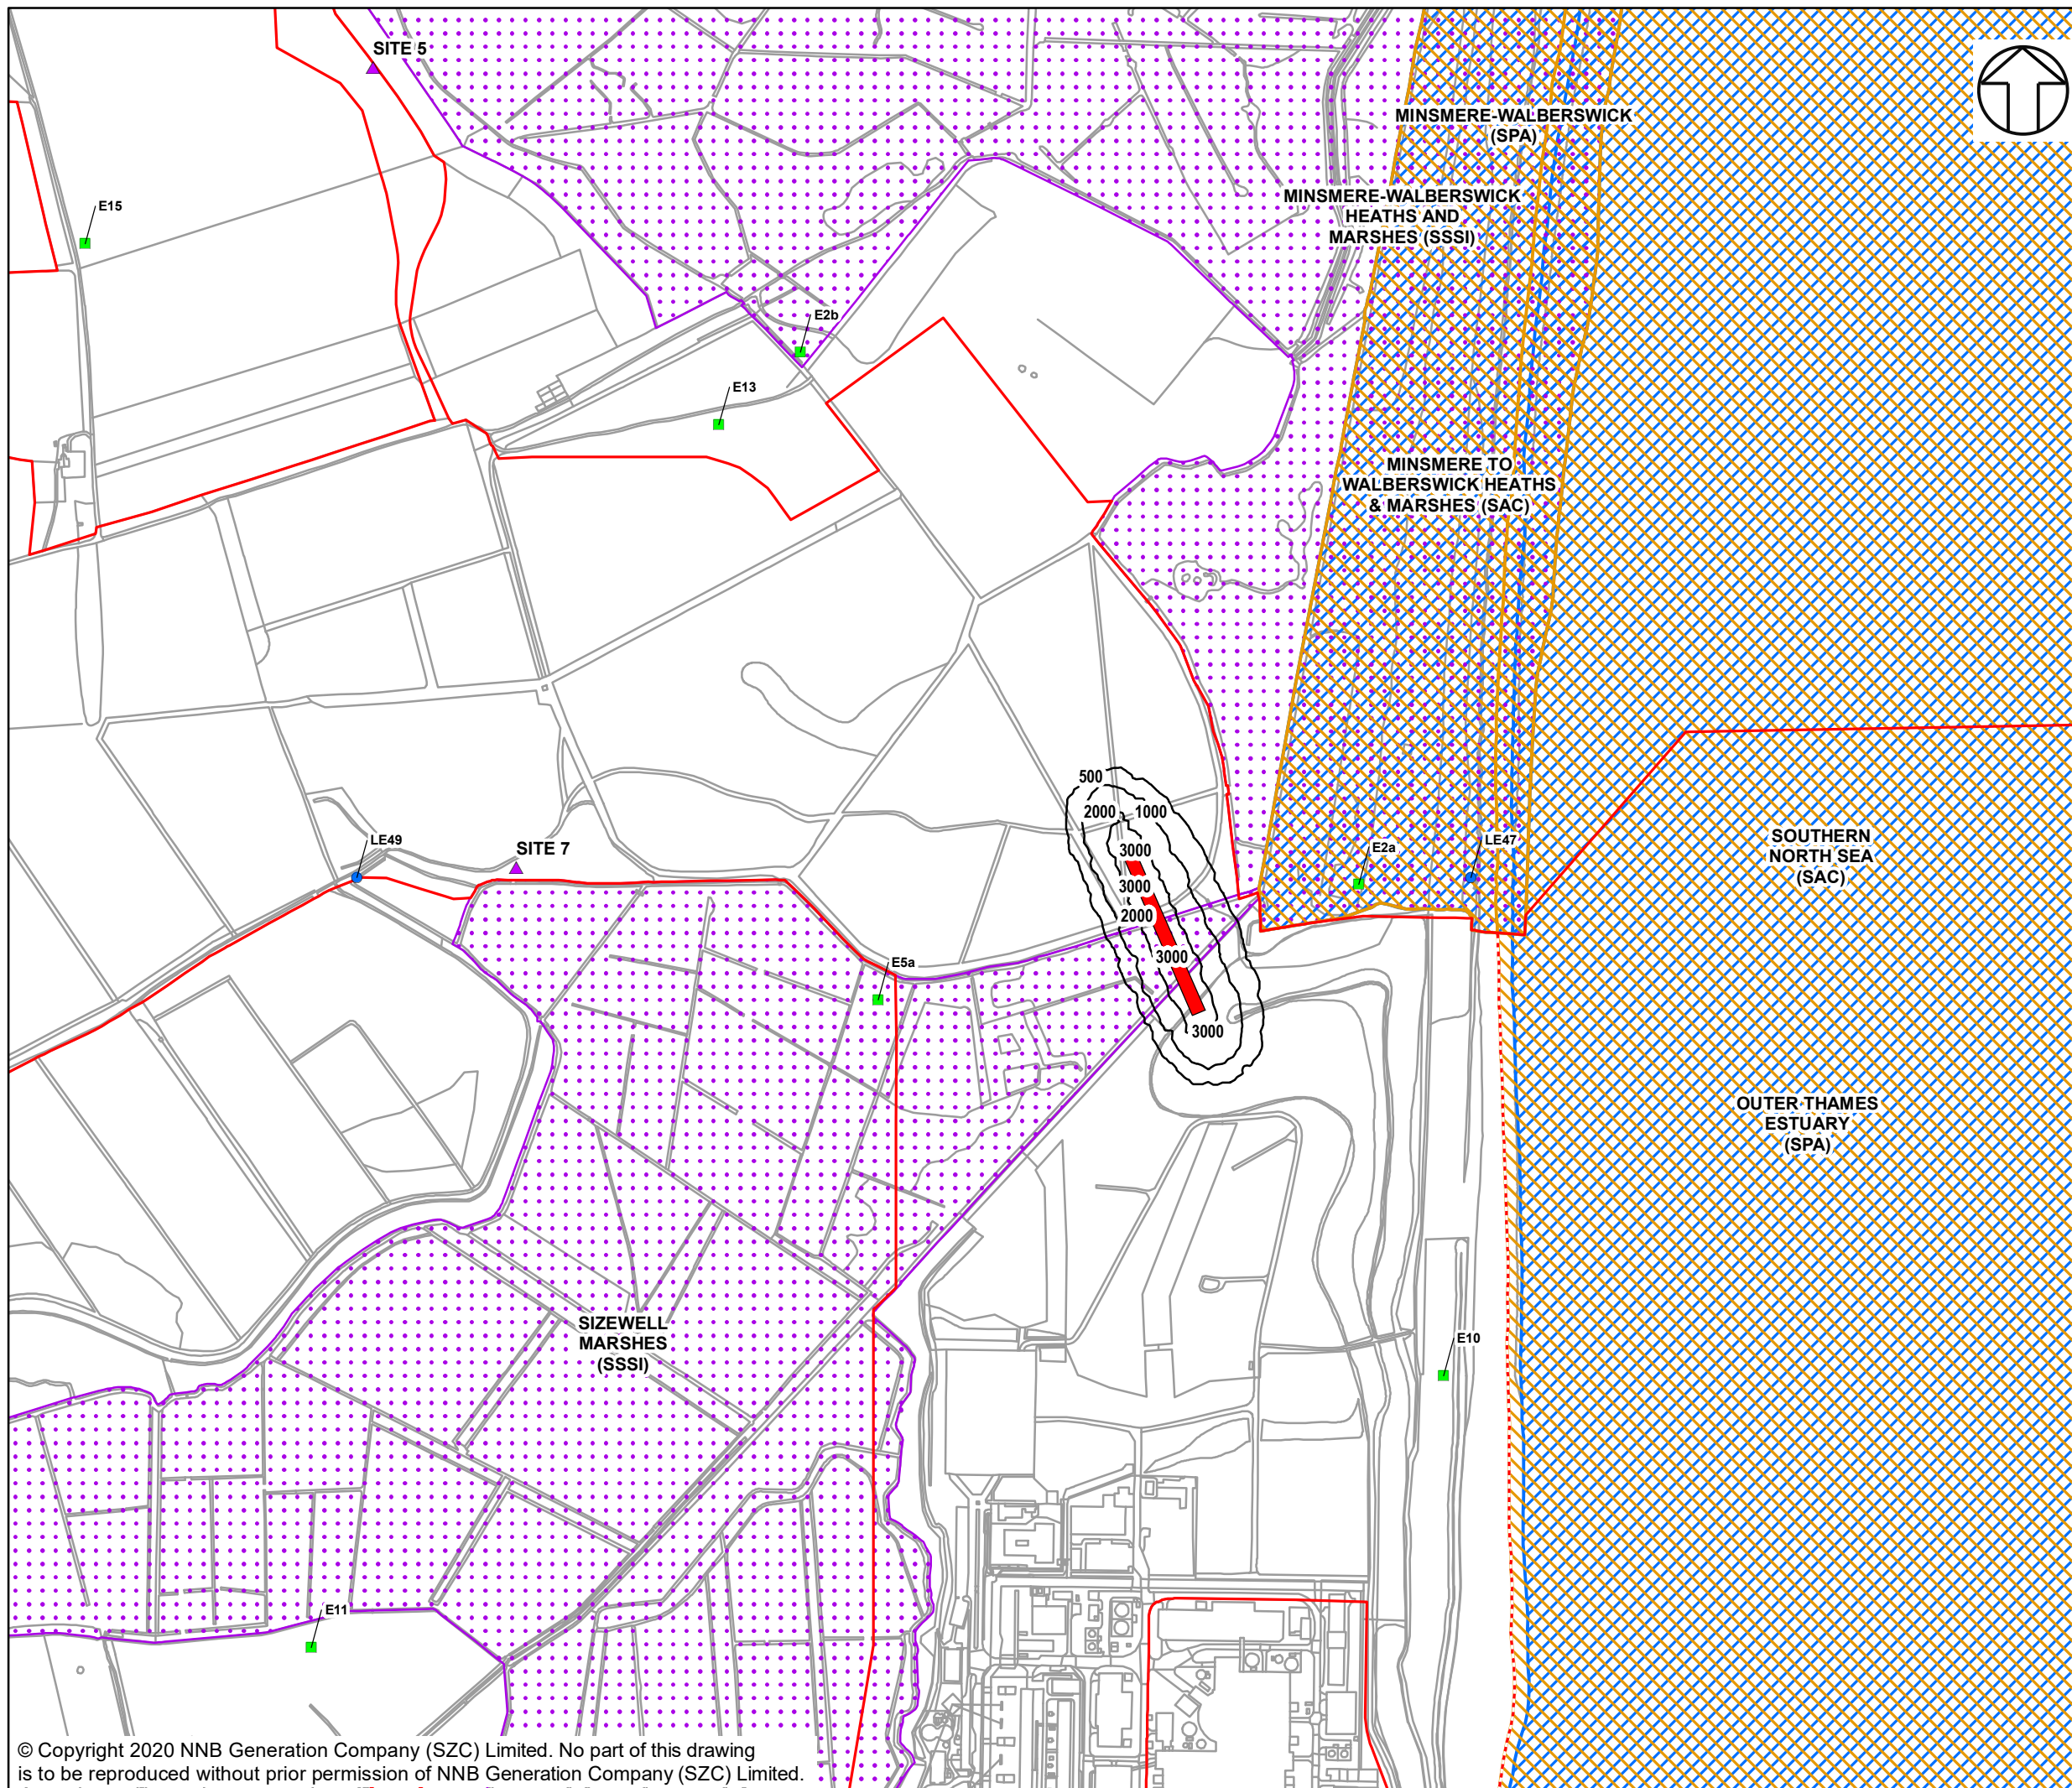 SITE 5
MINSMERE-WALBERSWICK
(SPA)
E15
MINSMERE-WALBERSWICK
HEATHS AND
MARSHES (SSSI)
E2b
E13
MINSMERE TO
WALBERSWICK HEATHS
& MARSHES (SAC)
500
2000
1000
LE49
SITE 7
3000
E2a
LE47
SOUTHERN
NORTH SEA
(SAC)
3000
2000
3000
E5a
3000
OUTER THAMES
ESTUARY
(SPA)
SIZEWELL
MARSHES
(SSSI)
E10
E11
© Copyright 2020 NNB Generation Company (SZC) Limited. No part of this drawing
is to be reproduced without prior permission of NNB Generation Company (SZC) Limited.